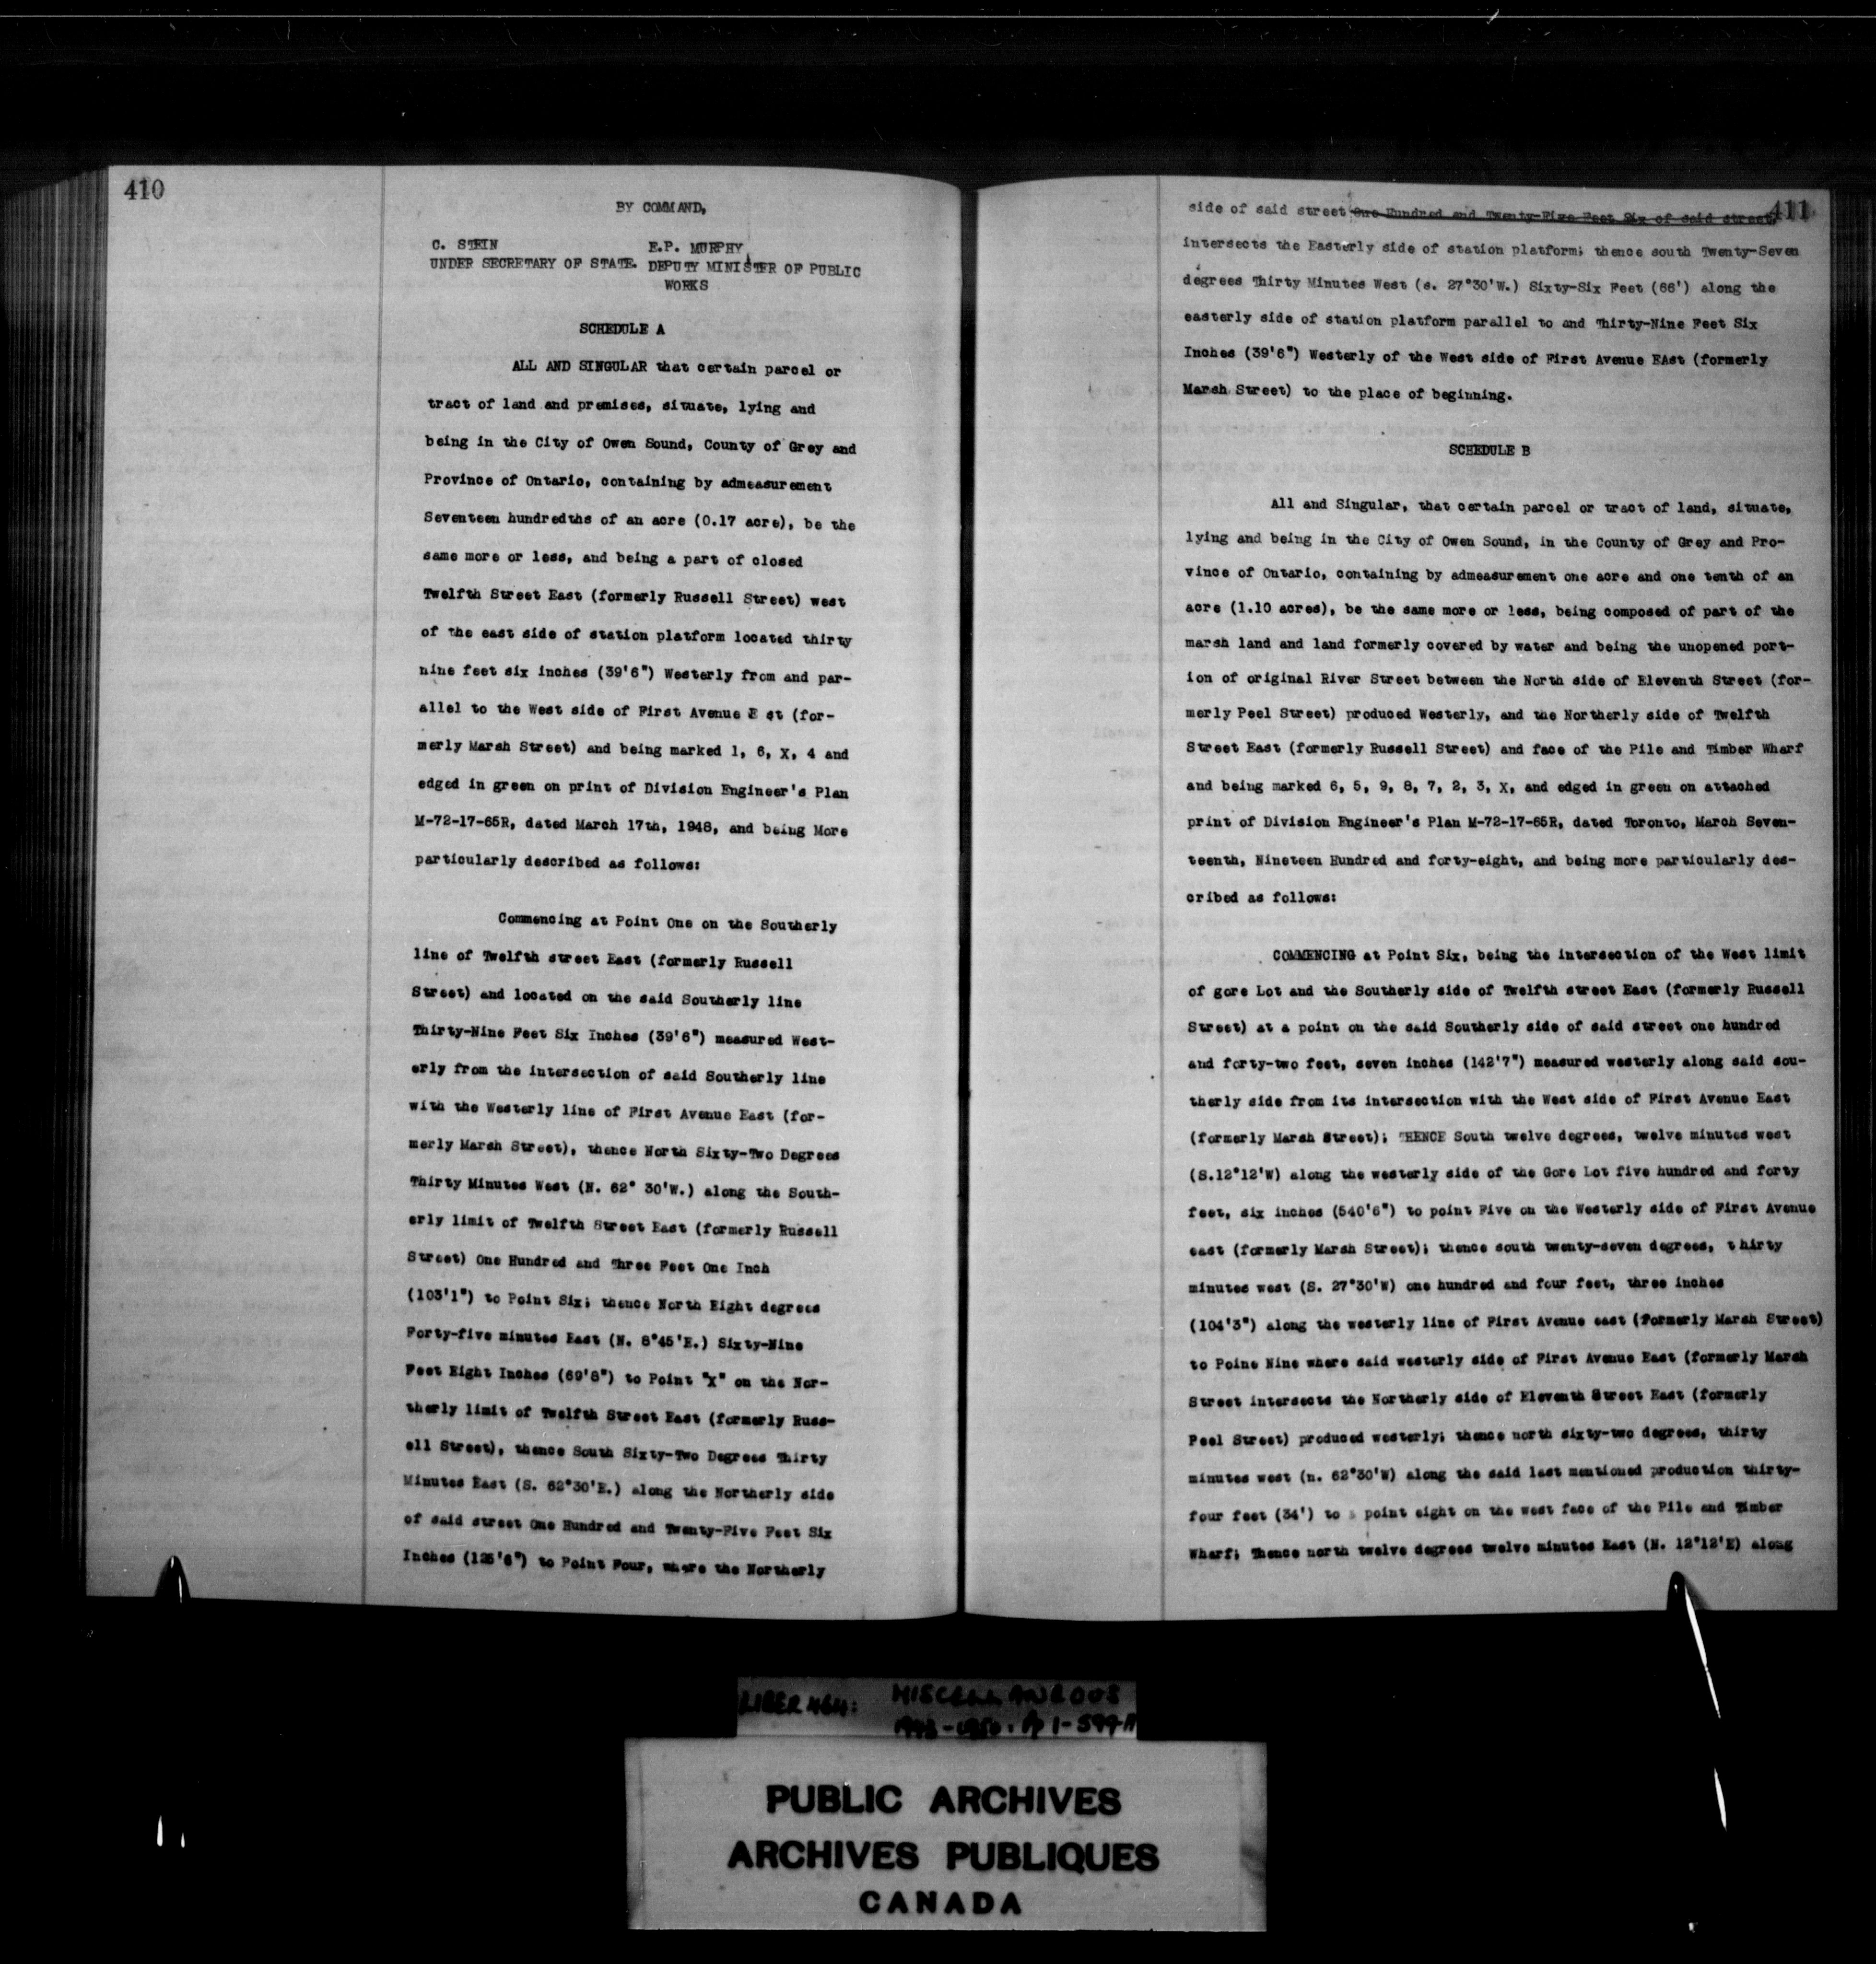 410
BY COMMAND,
C. STEIN E.P. MURPHY
UNDER SECRETARY OF STATE. DEPUTY MINISTER OF PUBLIC
WORKS
SCHEDULE A
ALL AND SINGULAR that certain parcel or
tract of land and premises, situate, lying and
being in the City of Owen Sound, County of Grey and
Province of Ontario, containing by admeasurement
Seventeen hundredths of an acre (0.17 acre), be the
same more or less, and being a part of closed
Twelfth Street East (formerly Russell Street) west
of the east side of station platform located thirty
nine feet six inches (39'6") Westerly from and par-
allel to the West side of First Avenue E st (for-
merly Marsh Street) and being marked 1, 6, X, 4 and
edged in green on print of Division Engineer's Plan
M-72-17-65R, dated March 17th, 1948, and being More
particularly described as follows:
Commencing at Point One on the Southerly
line of Twelfth street East (formerly Russell
Street) and located on the said Southerly line
Thirty-Nine Feet Six Inches (39'6") measured West-
erly from the intersection of said Southerly line
with the Westerly line of First Avenue East (for-
merly Marsh Street), thence North Sixty-Two Degrees
Thirty Minutes West (N. 62° 30'W.) along the South-
erly limit of Twelfth Street East (formerly Russell
Street) One Hundred and Three Feet One Inch
(103'1") to Point Six; thence North Eight degrees
Forty-five minutes East (N. 8°45'E.) Sixty-Nine
Feet Eight Inches (69'8") to Point "X" on the Nor-
therly limit of Twelfth Street East (formerly Russ-
ell Street), thence South Sixty-Two Degrees Thirty
Minutes East (S. 62°30'E.) along the Northerly side
of said street One Hundred and Twenty-Five Feet Six
Inches (125'6") to Point Four, where the Northerly
411
side of said street One Hundred and Twenty-Five Feet Six of said street
intersects the Easterly side of station platform; thence south Twenty-Seven
degrees Thirty Minutes West (s. 27°30'W.) Sixty-Six Feet (66') along the
easterly side of station platform parallel to and Thirty-Nine Feet Six
Inches (39'6") Westerly of the West side of First Avenue EAst (formerly
Marsh Street) to the place of beginning.
SCHEDULE B
All and Singular, that certain parcel or tract of land, situate,
lying and being in the City of Owen Sound, in the County of Grey and Pro-
vince of Ontario, containing by admeasurement one acre and one tenth of an
acre (1.10 acres), be the same more or less, being composed of part of the
marsh land and land formerly covered by water and being the unopened port-
ion of original River Street between the North side of Eleventh Street (for-
merly Peel Street) produced Westerly, and the Northerly side of Twelfth
Street East (formerly Russell Street) and face of the Pile and Timber Wharf
and being marked 6, 5, 9, 8, 7, 2, 3, X, and edged in green on attached
print of Division Engineer's Plan M-72-17-65R, dated Toronto, March Seven-
teenth, Nineteen Hundred and forty-eight, and being more particularly des-
cribed as follows:
COMMENCING at Point Six, being the intersection of the West limit
of gore Lot and the Southerly side of Twelfth street East (formerly Russell
Street) at a point on the said Southerly side of said street one hundred
and forty-two feet, seven inches (142'7") measured westerly along said sou-
therly side from its intersection with the West side of First Avenue East
(formerly Marsh Street); THENCE South twelve degrees, twelve minutes west
(S.12°12'W) along the westerly side of the Gore Lot five hundred and forty
feet, six inches (540'6") to point Five on the Westerly side of First Avenue
east (formerly Marsh Street); thence south twenty-seven degrees, thirty
minutes west (S. 27°30'W) one hundred and four feet, three inches
(104'3") along the westerly line of First Avenue east (formerly Marsh Street)
to Poine Nine where said westerly side of First Avenue East (formerly Marsh
Street intersects the Northerly side of Eleventh Street East (formerly
Peel Street) produced westerly; thence north sixty-two degrees, thirty
minutes west (n. 62°30'W) along the said last mentioned production thirty-
four feet (34') to point eight on the west face of the Pile and Timber
Wharf; Thence north twelve degrees twelve minutes East (N. 12°12'E) along
LIBER 464: MISCELLANEOUS
1948-1950. Pp 1-599
PUBLIC ARCHIVES
ARCHIVES PUBLIQUES
CANADA